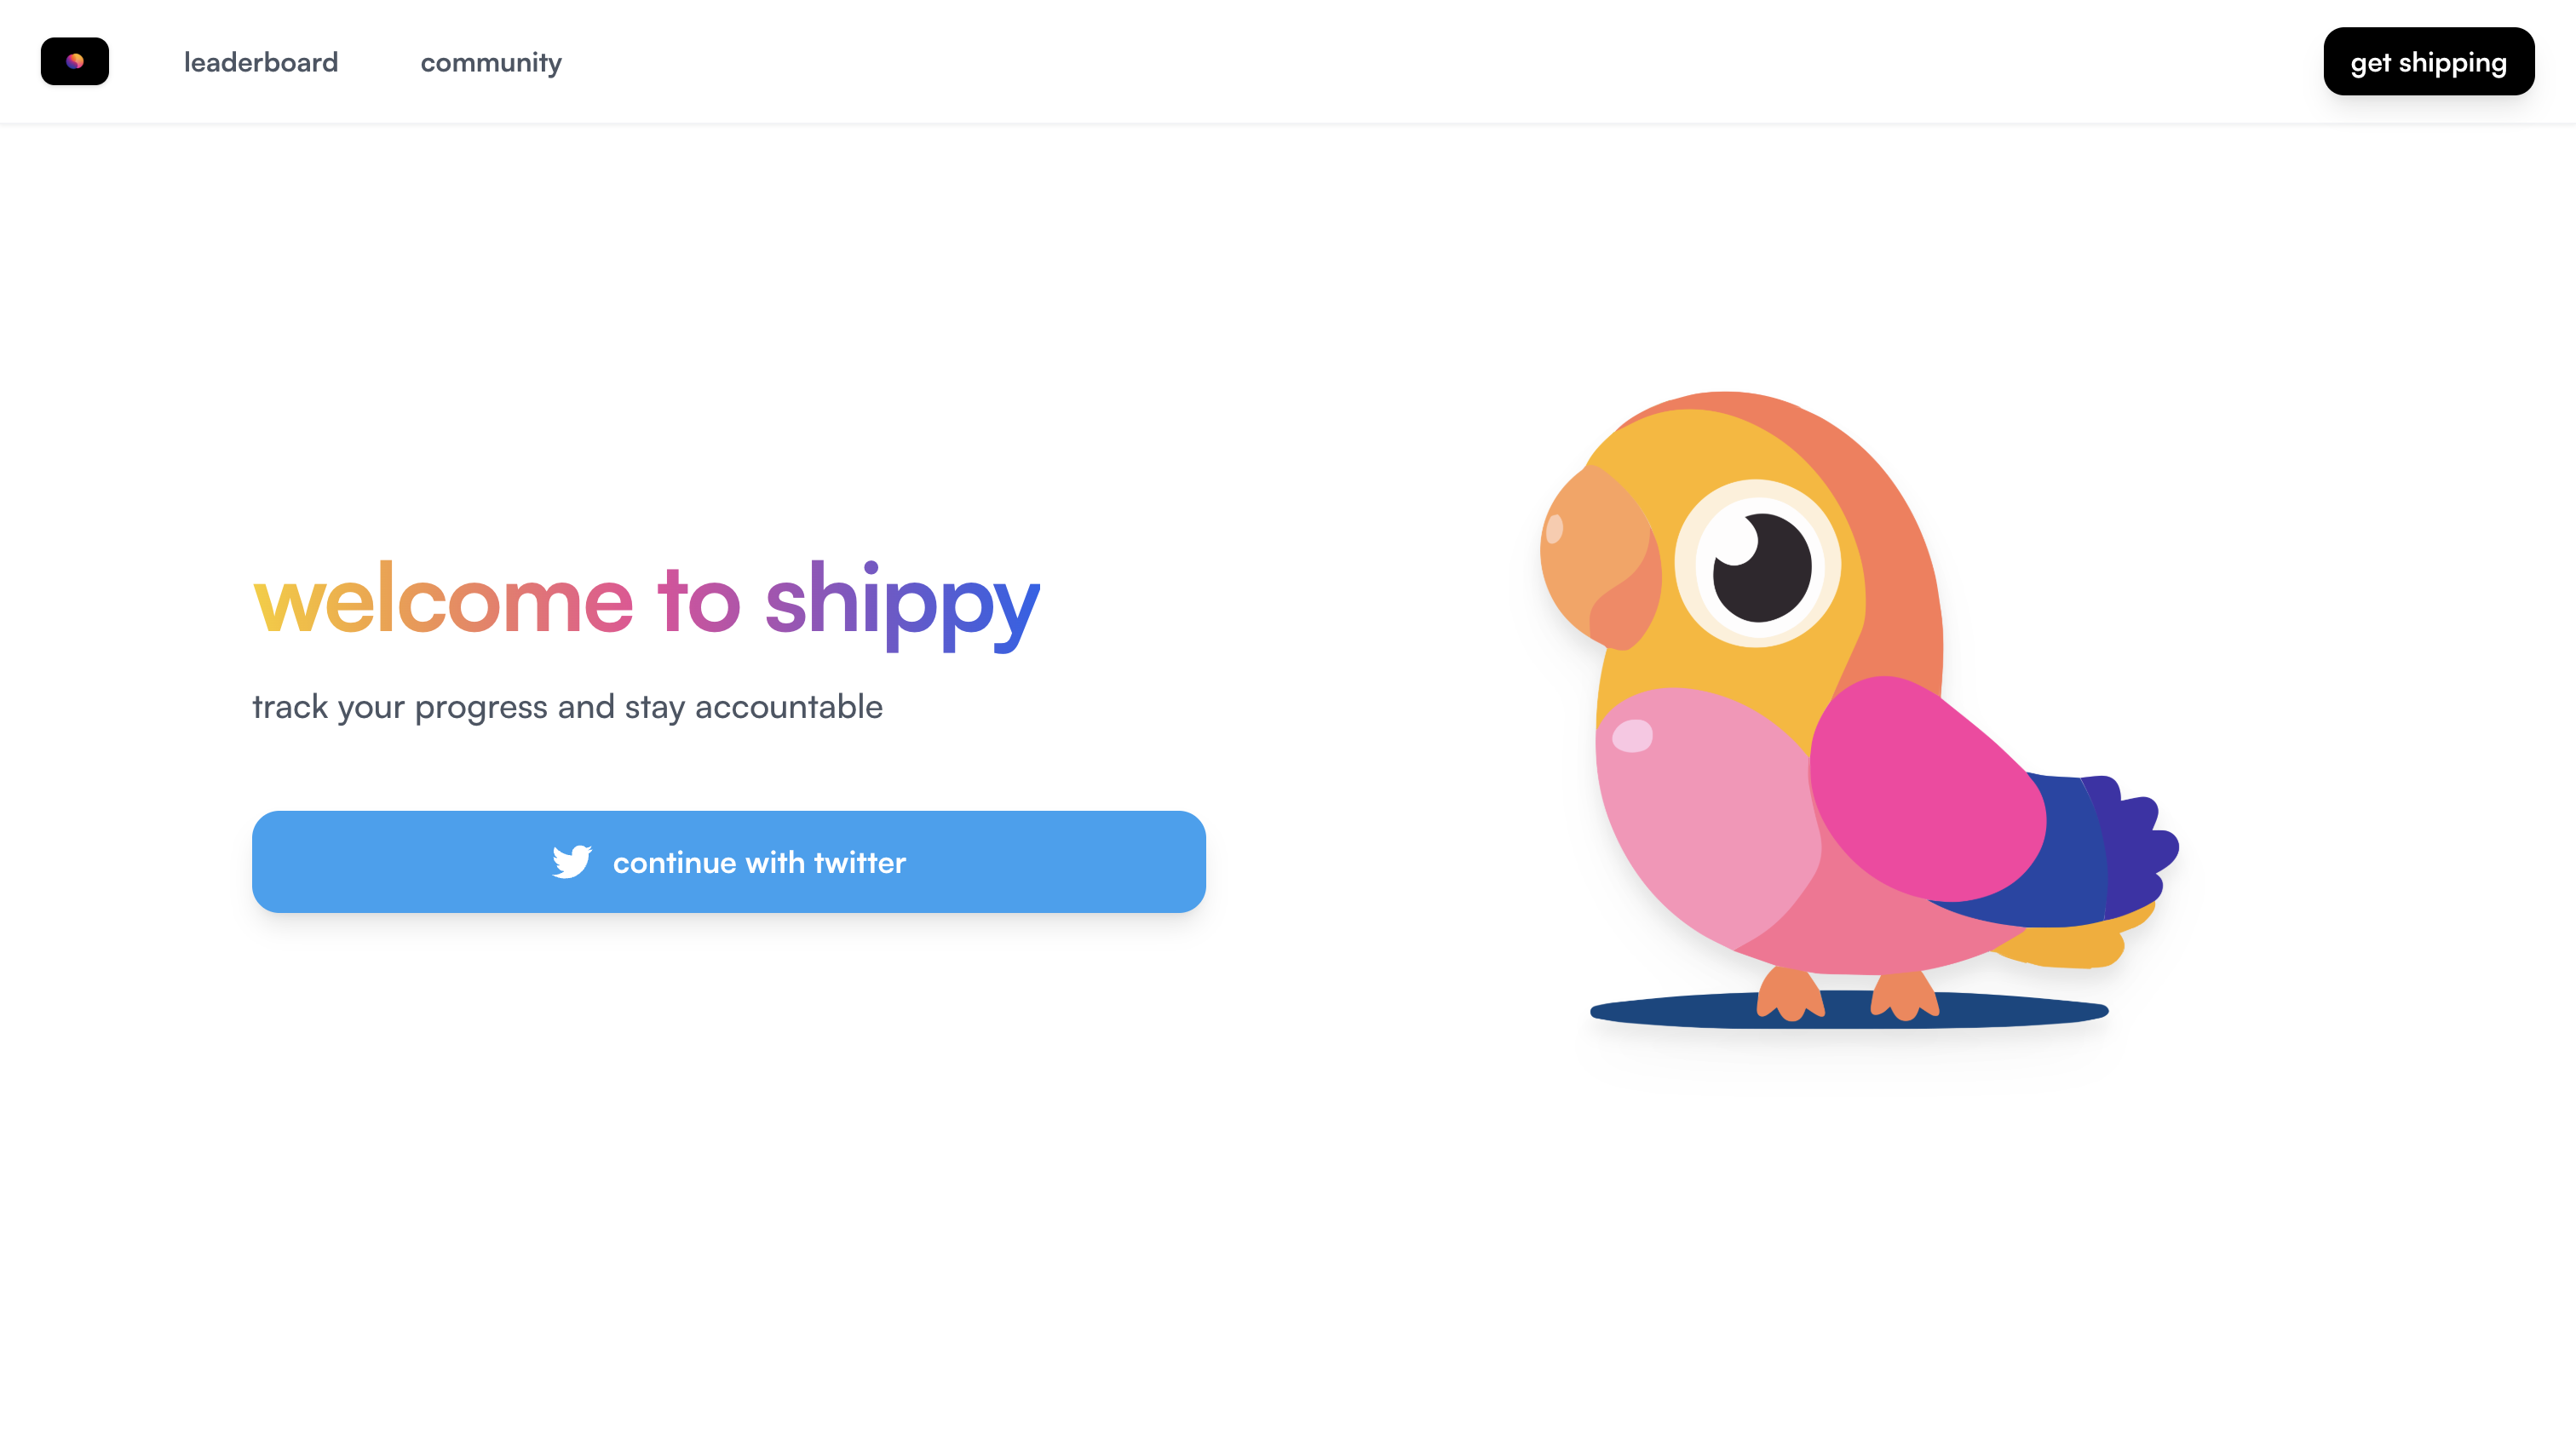 leaderboard
community
get shipping
welcome to shippy
track your progress and stay accountable
continue with twitter